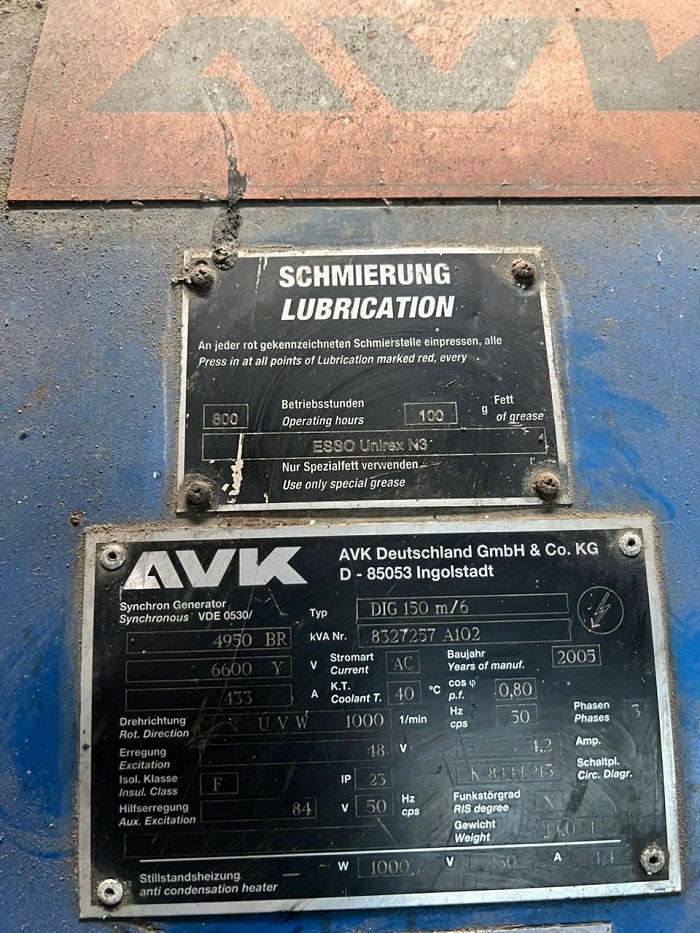 AVK
SCHMIERUNG
LUBRICATION
An jeder rot gekennzeichneten Schmierstelle einpressen, alle
Press in at all points of Lubrication marked red, every
800 Betriebsstunden 100 g Fett
Operating hours of grease
ESSO Unirex N3
Nur Spezialfett verwenden
Use only special grease
AVK AVK Deutschland GmbH & Co. KG
D - 85053 Ingolstadt
Synchron Generator
Synchronous VDE 0530/ Typ DIG 150 m/6
4950 BR kVA Nr. 8327257 A102
6600 Y V Stromart AC Baujahr 2005
Current Years of manuf.
433 A K.T. 40 °C cos φ 0,80
Coolant T. p.f.
Drehrichtung U V W 1000 1/min Hz 50 Phasen 3
Rot. Direction cps Phases
Erregung 48 V 4,2 Amp.
Excitation
Isol. Klasse F IP 23 Schaltpl.
Insul. Class Circ. Diagr.
Hilfserregung 84 V 50 Hz Funkstörgrad N
Aux. Excitation cps RIS degree
Gewicht
Weight
Stillstandsheizung W 1000 V A
anti condensation heater